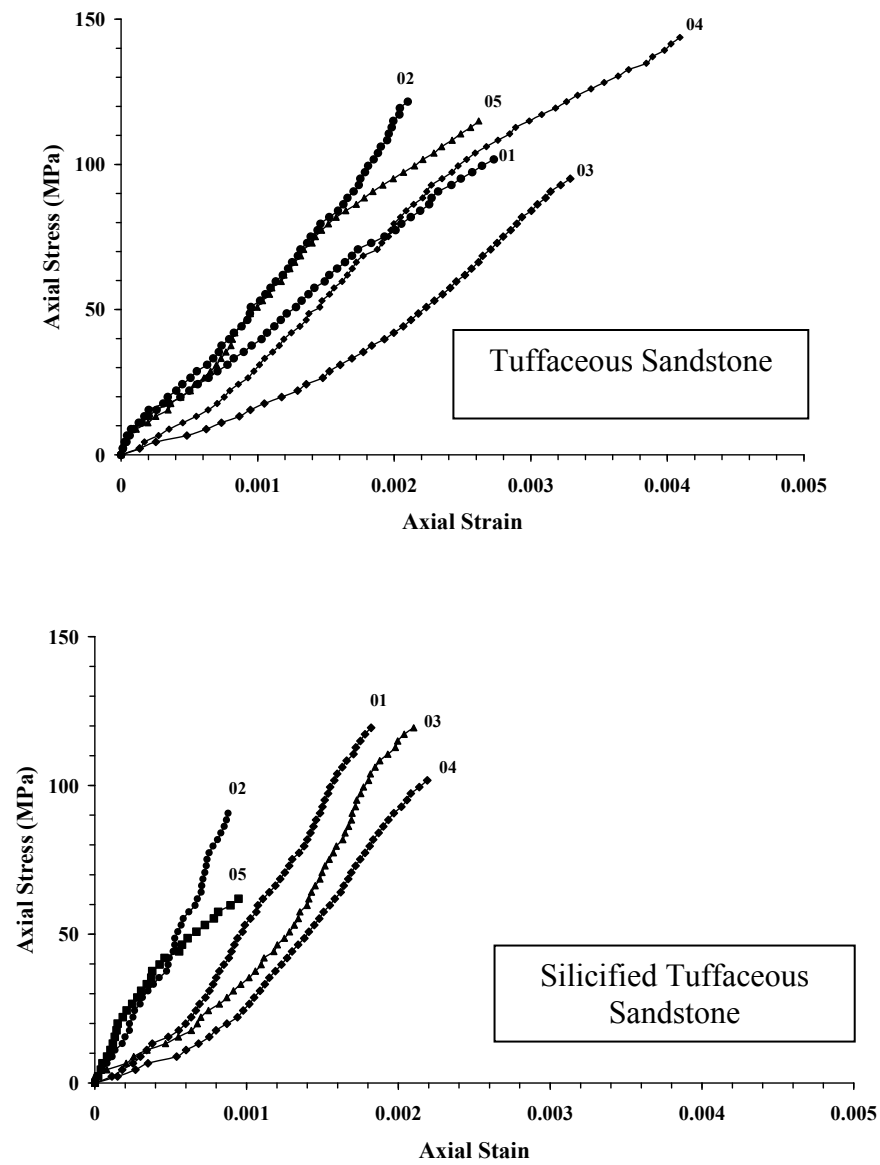 150
04
02
05
100
01
03
Axial Stress (MPa)
50
Tuffaceous Sandstone
0
0 0.001 0.002 0.003 0.004 0.005
Axial Strain
150
01
03
04
100
02
05
Axial Stress (MPa)
50
Silicified Tuffaceous
Sandstone
0
0 0.001 0.002 0.003 0.004 0.005
Axial Stain